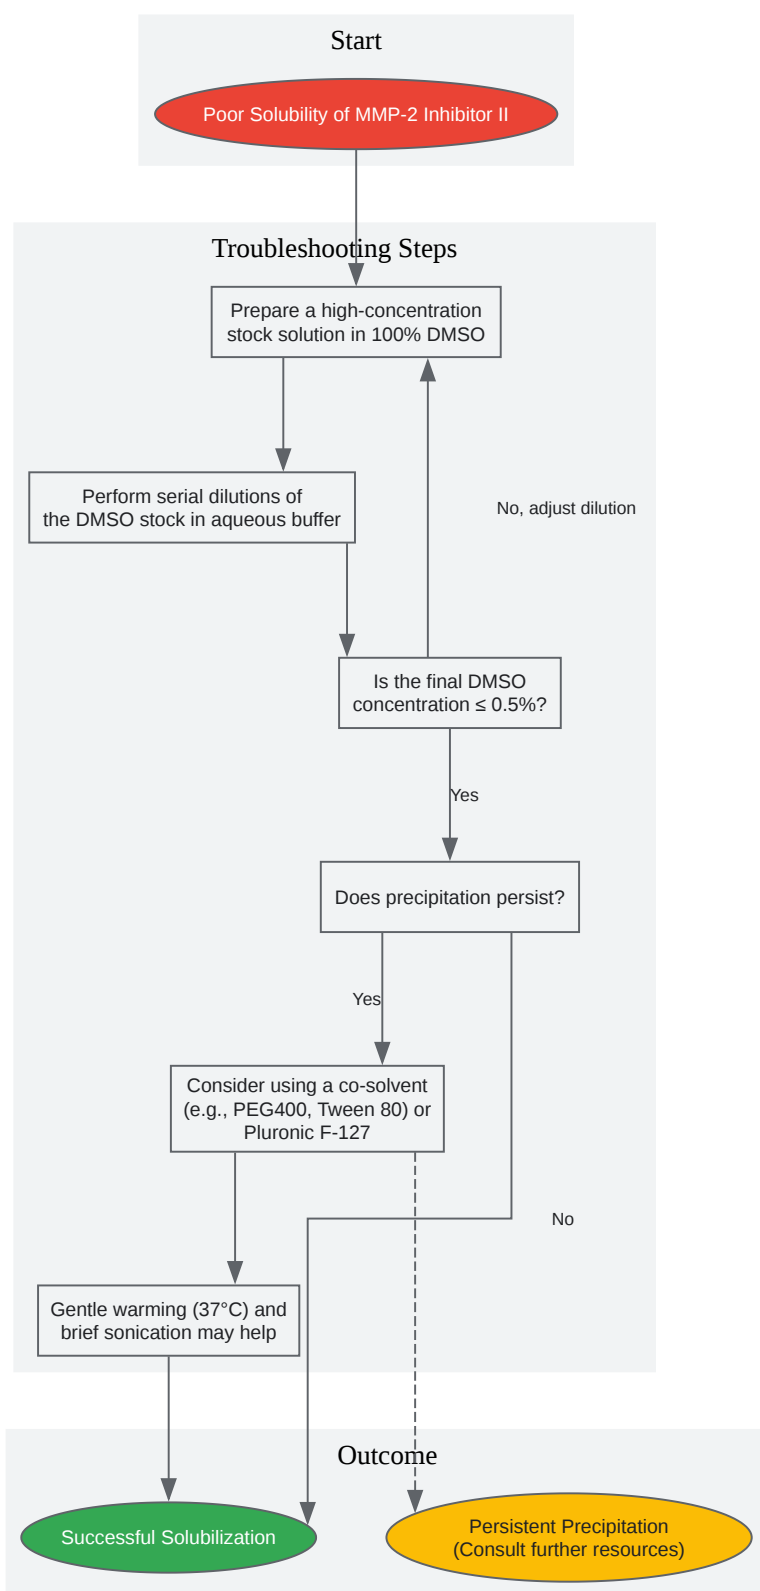 Start
Poor Solubility of MMP-2 Inhibitor II
Troubleshooting Steps
Prepare a high-concentration
stock solution in 100% DMSO
Perform serial dilutions of
the DMSO stock in aqueous buffer
No, adjust dilution
Is the final DMSO
concentration ≤ 0.5%?
Yes
Does precipitation persist?
Yes
Consider using a co-solvent
(e.g., PEG400, Tween 80) or
Pluronic F-127
No
Gentle warming (37°C) and
brief sonication may help
Outcome
Successful Solubilization
Persistent Precipitation
(Consult further resources)